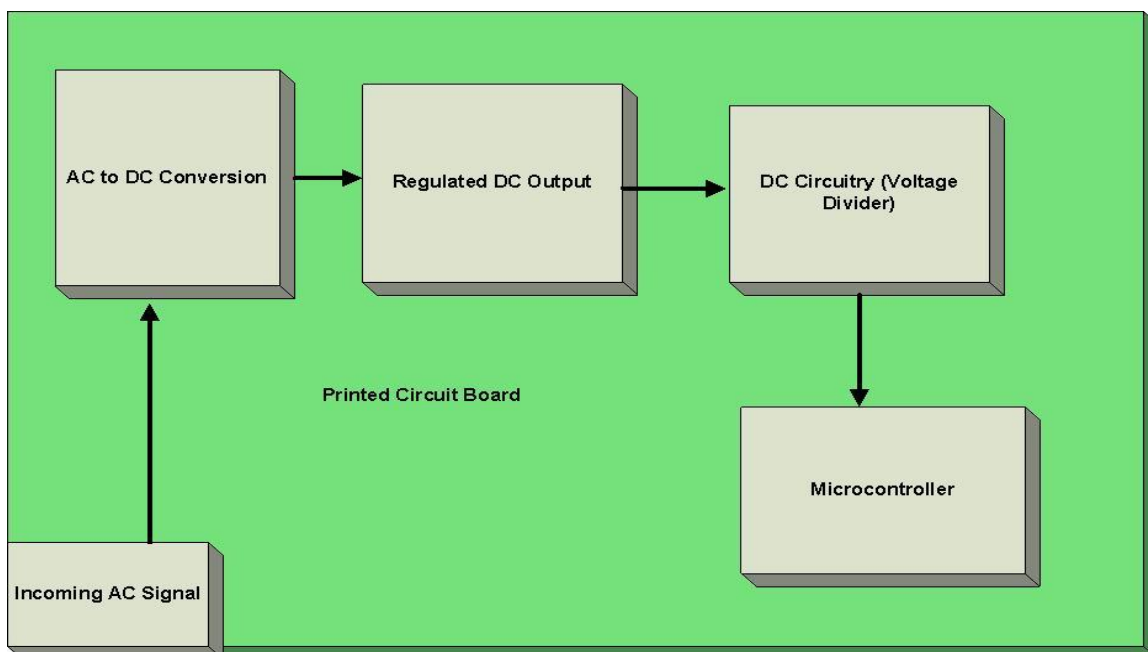 AC to DC Conversion
Regulated DC Output
DC Circuitry (Voltage
Divider)
Printed Circuit Board
Microcontroller
Incoming AC Signal